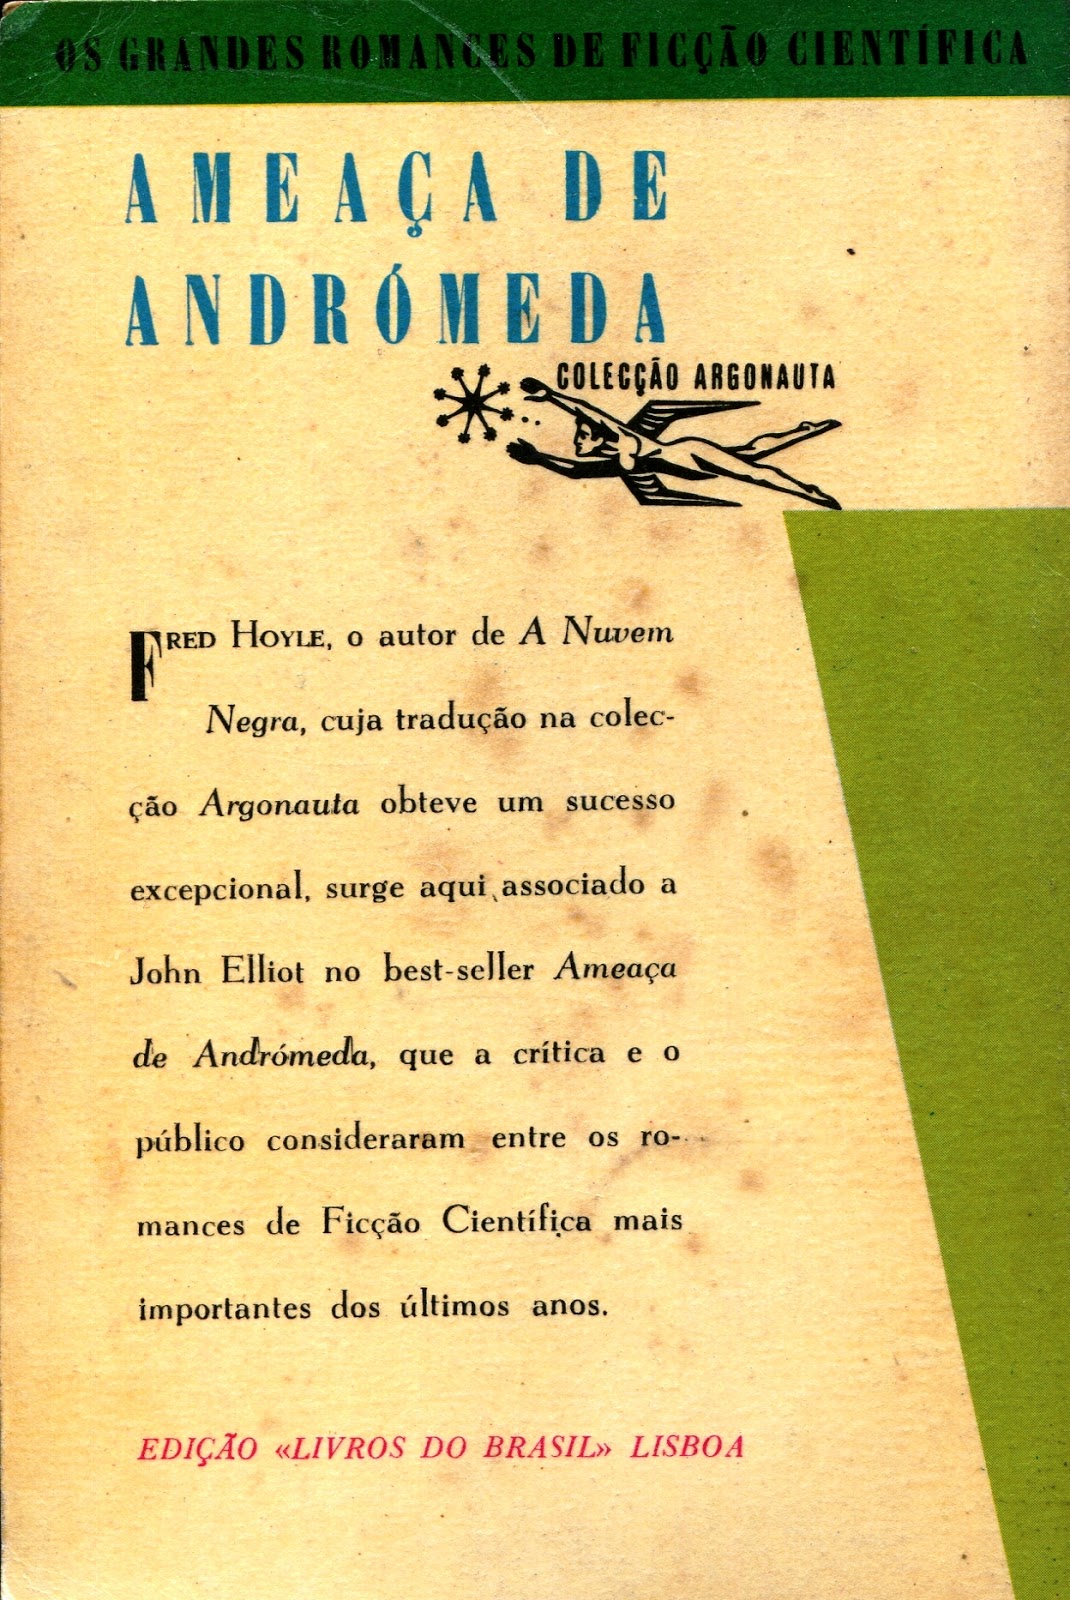 OS GRANDES ROMANCES DE FICÇÃO CIENTÍFICA
AMEAÇA DE
ANDRÓMEDA
COLECÇÃO ARGONAUTA
FRED HOYLE, o autor de A Nuvem
Negra, cuja tradução na colec-
ção Argonauta obteve um sucesso
excepcional, surge aqui associado a
John Elliot no best-seller Ameaça
de Andrómeda, que a crítica e o
público consideraram entre os ro-
mances de Ficção Científica mais
importantes dos últimos anos.
EDIÇÃO «LIVROS DO BRASIL» LISBOA